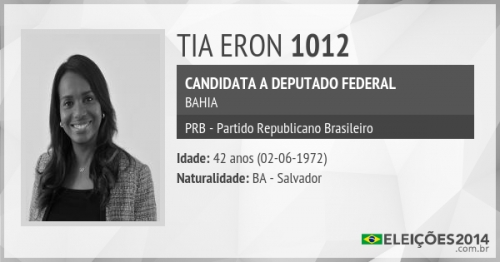 TIA ERON 1012
CANDIDATA A DEPUTADO FEDERAL
BAHIA
PRB - Partido Republicano Brasileiro
Idade: 42 anos (02-06-1972)
Naturalidade: BA - Salvador
ELEIÇÕES2014
.com.br